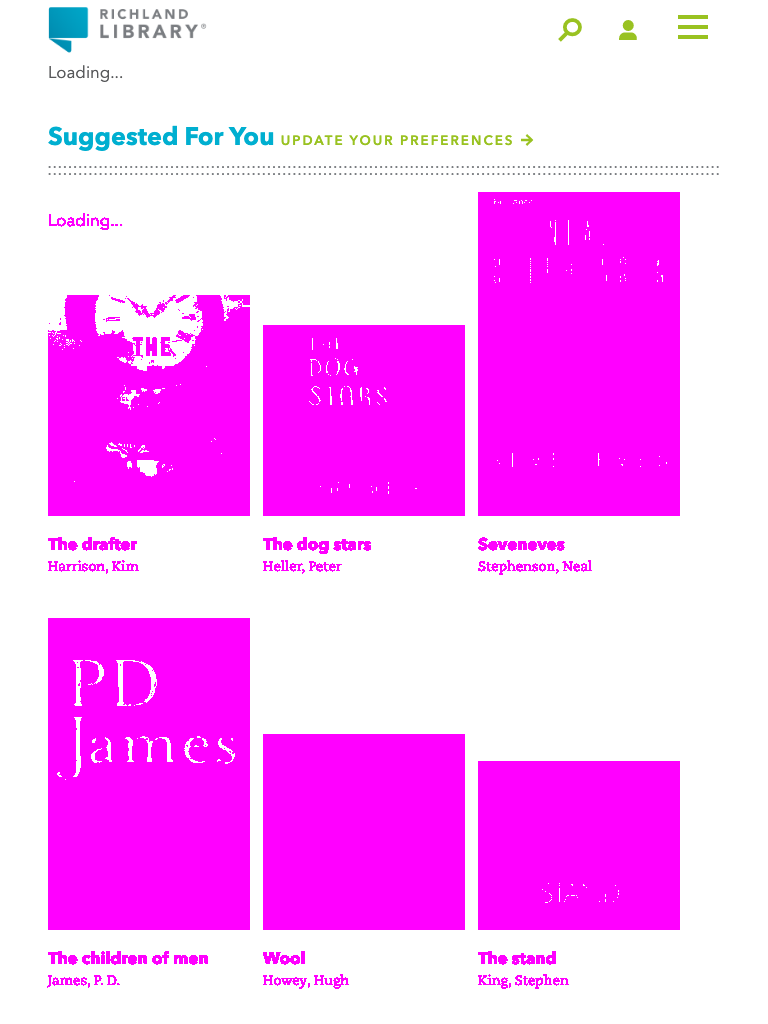 RICHLAND
LIBRARY®
Loading...
Suggested For You UPDATE YOUR PREFERENCES →
Loading...
THE
THE
DOG
STARS
The drafter
Harrison, Kim
The dog stars
Heller, Peter
Seveneves
Stephenson, Neal
PD
James
STAND
The children of men
James, P. D.
Wool
Howey, Hugh
The stand
King, Stephen